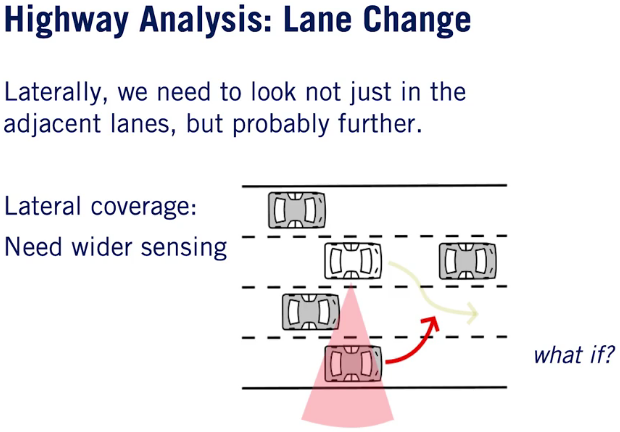 Highway Analysis: Lane Change
Laterally, we need to look not just in the
adjacent lanes, but probably further.
Lateral coverage:
Need wider sensing
what if?